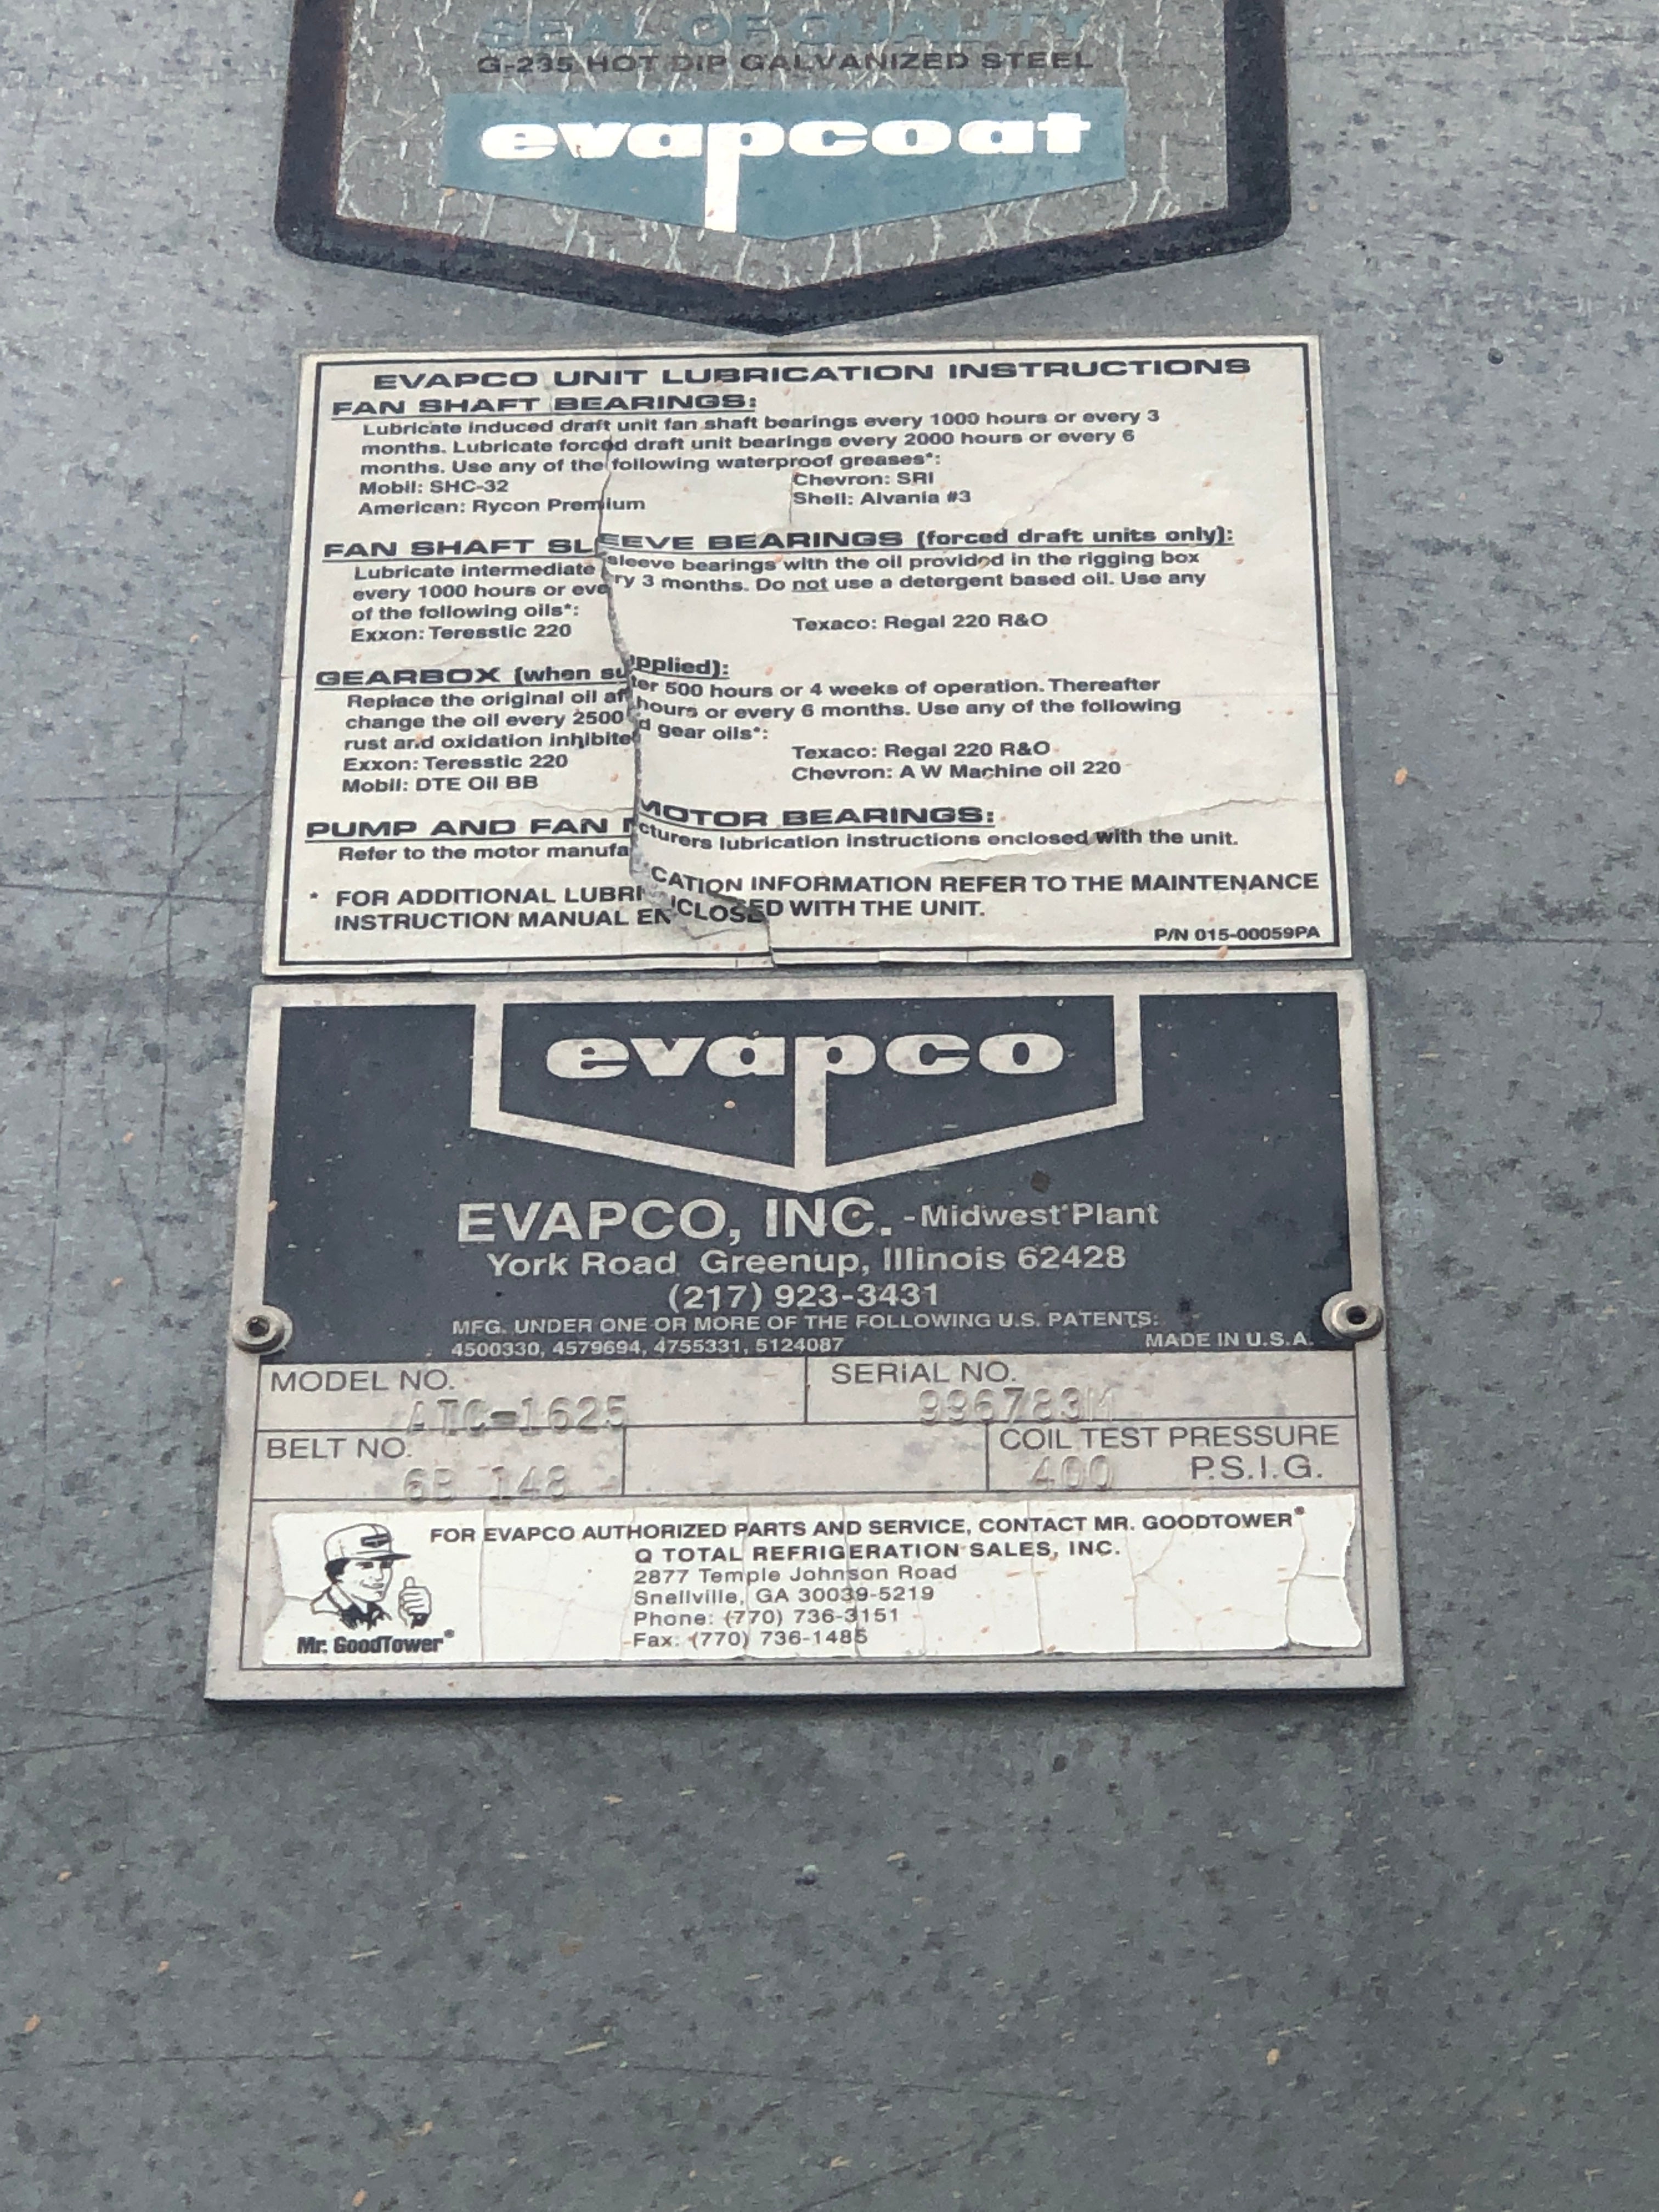 SEAL OF QUALITY
G-235 HOT DIP GALVANIZED STEEL
evapcoat
EVAPCO UNIT LUBRICATION INSTRUCTIONS
FAN SHAFT BEARINGS:
Lubricate induced draft unit fan shaft bearings every 1000 hours or every 3
months. Lubricate forced draft unit bearings every 2000 hours or every 6
months. Use any of the following waterproof greases*:
Mobil: SHC-32 Chevron: SRI
American: Rycon Premium Shell: Alvania #3
FAN SHAFT SLEEVE BEARINGS (forced draft units only):
Lubricate intermediate sleeve bearings with the oil provided in the rigging box
every 1000 hours or every 3 months. Do not use a detergent based oil. Use any
of the following oils*:
Exxon: Teresstic 220 Texaco: Regal 220 R&O
GEARBOX (when supplied):
Replace the original oil after 500 hours or 4 weeks of operation. Thereafter
change the oil every 2500 hours or every 6 months. Use any of the following
rust and oxidation inhibited gear oils*:
Exxon: Teresstic 220 Texaco: Regal 220 R&O
Mobil: DTE Oil BB Chevron: A W Machine oil 220
PUMP AND FAN MOTOR BEARINGS:
Refer to the motor manufacturers lubrication instructions enclosed with the unit.
* FOR ADDITIONAL LUBRICATION INFORMATION REFER TO THE MAINTENANCE
INSTRUCTION MANUAL ENCLOSED WITH THE UNIT.
P/N 015-00059PA
evapco
EVAPCO, INC. -Midwest Plant
York Road Greenup, Illinois 62428
(217) 923-3431
MFG. UNDER ONE OR MORE OF THE FOLLOWING U.S. PATENTS:
4500330, 4579694, 4755331, 5124087 MADE IN U.S.A.
MODEL NO. SERIAL NO.
ATC-1625 996783M
BELT NO. COIL TEST PRESSURE
6B 148 400 P.S.I.G.
FOR EVAPCO AUTHORIZED PARTS AND SERVICE, CONTACT MR. GOODTOWER®
Q TOTAL REFRIGERATION SALES, INC.
2877 Temple Johnson Road
Snellville, GA 30039-5219
Phone: (770) 736-3151
Fax: (770) 736-1485
Mr. GoodTower®